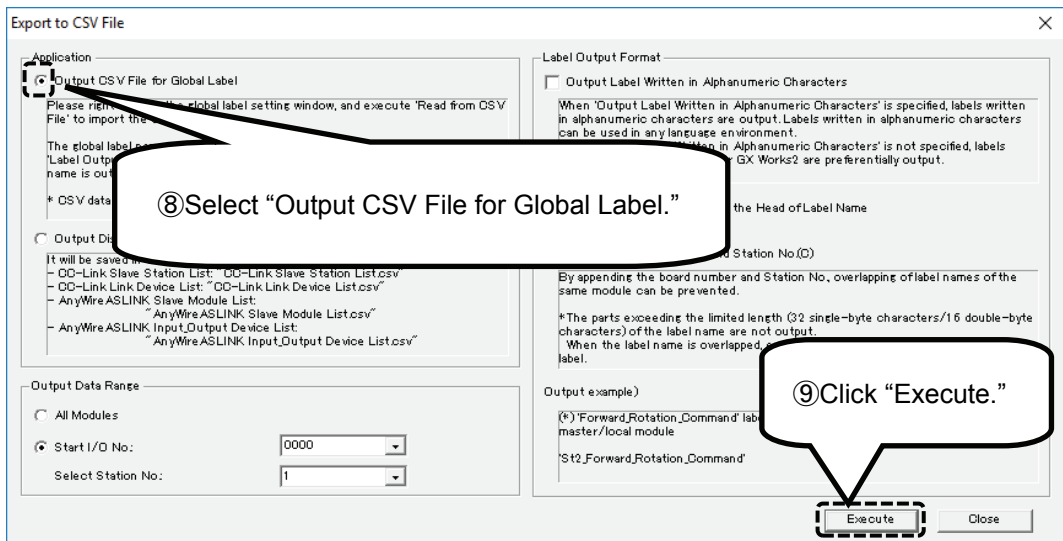 Export to CSV File
Application
Output CSV File for Global Label
Please righ
lobal label setting window, and execute 'Read from CSV
File' to import the
The global label
'Label Outpu
name is out
* CSV data
⑧Select “Output CSV File for Global Label.”
Output Di
It will be saved in
- CC-Link Slave Station List: "CC-Link Slave Station List.csv"
- CC-Link Link Device List: "CC-Link Link Device List.csv"
- AnyWireASLINK Slave Module List:
"AnyWireASLINK Slave Module List.csv"
- AnyWireASLINK Input_Output Device List:
"AnyWireASLINK Input_Output Device List.csv"
Output Data Range
All Modules
Start I/O No.: 0000
Select Station No.: 1
Label Output Format
Output Label Written in Alphanumeric Characters
When 'Output Label Written in Alphanumeric Characters' is specified, labels written
in alphanumeric characters are output. Labels written in alphanumeric characters
can be used in any language environment.
in Alphanumeric Characters' is not specified, labels
GX Works2 are preferentially output.
the Head of Label Name
Station No.(C)
By appending the board number and Station No., overlapping of label names of the
same module can be prevented.
*The parts exceeding the limited length (32 single-byte characters/16 double-byte
characters) of the label name are not output.
When the label name is overlapped,
label.
⑨Click “Execute.”
Output example)
(*) 'Forward_Rotation_Command' lab
master/local module
'St2_Forward_Rotation_Command'
Execute Close